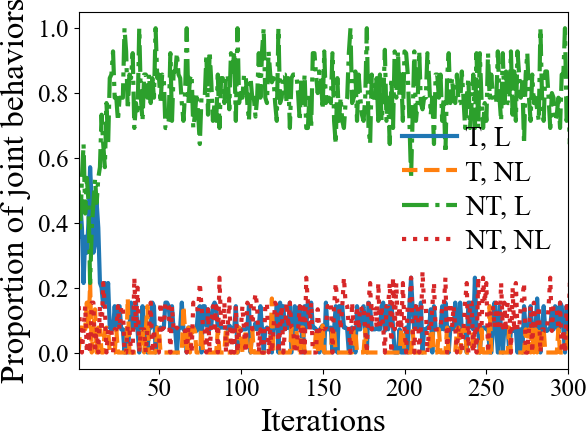 Proportion of joint behaviors
1.0
0.8
0.6
0.4
0.2
0.0
T, L
T, NL
NT, L
NT, NL
50
100
150
200
250
300
Iterations